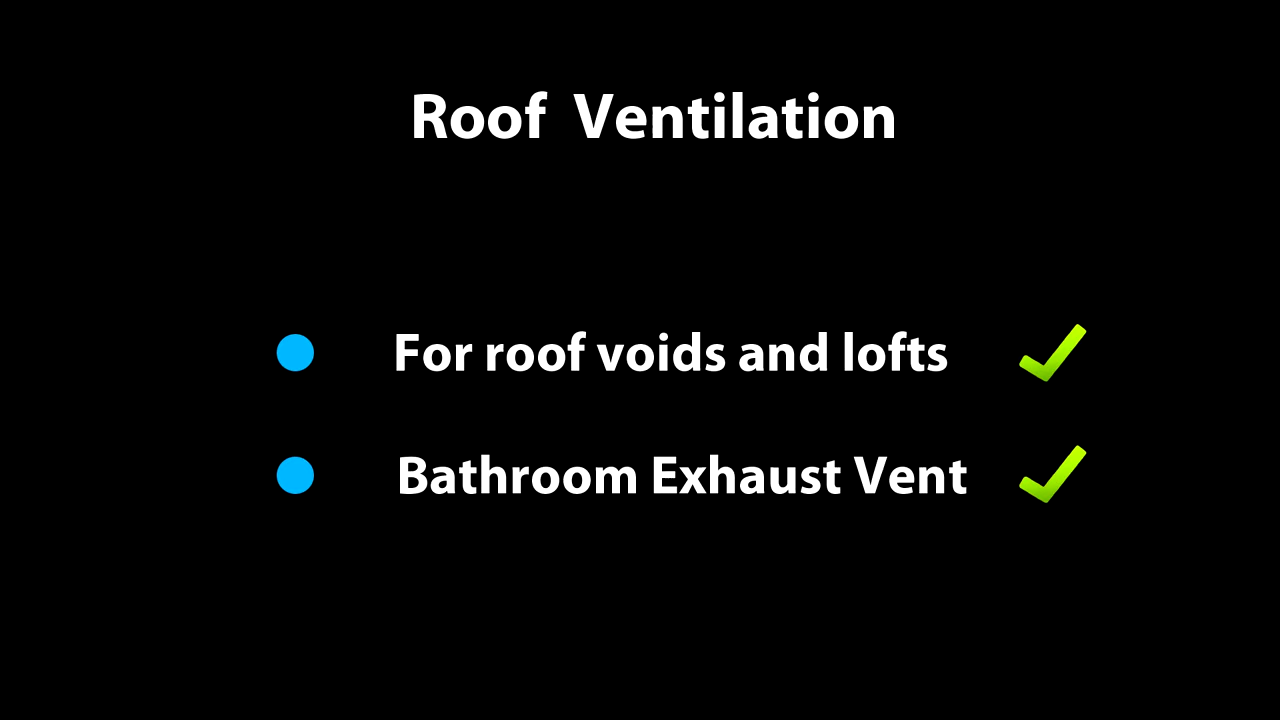 Roof Ventilation
For roof voids and lofts
Bathroom Exhaust Vent